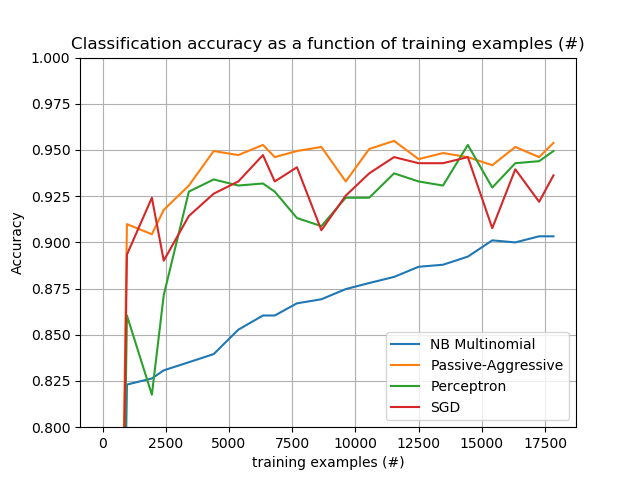 Classification accuracy as a function of training examples (#)
1.000
0.975
0.950
0.925
0.900
0.875
0.850
0.825
0.800
Accuracy
NB Multinomial
Passive-Aggressive
Perceptron
SGD
0 2500 5000 7500 10000 12500 15000 17500
training examples (#)